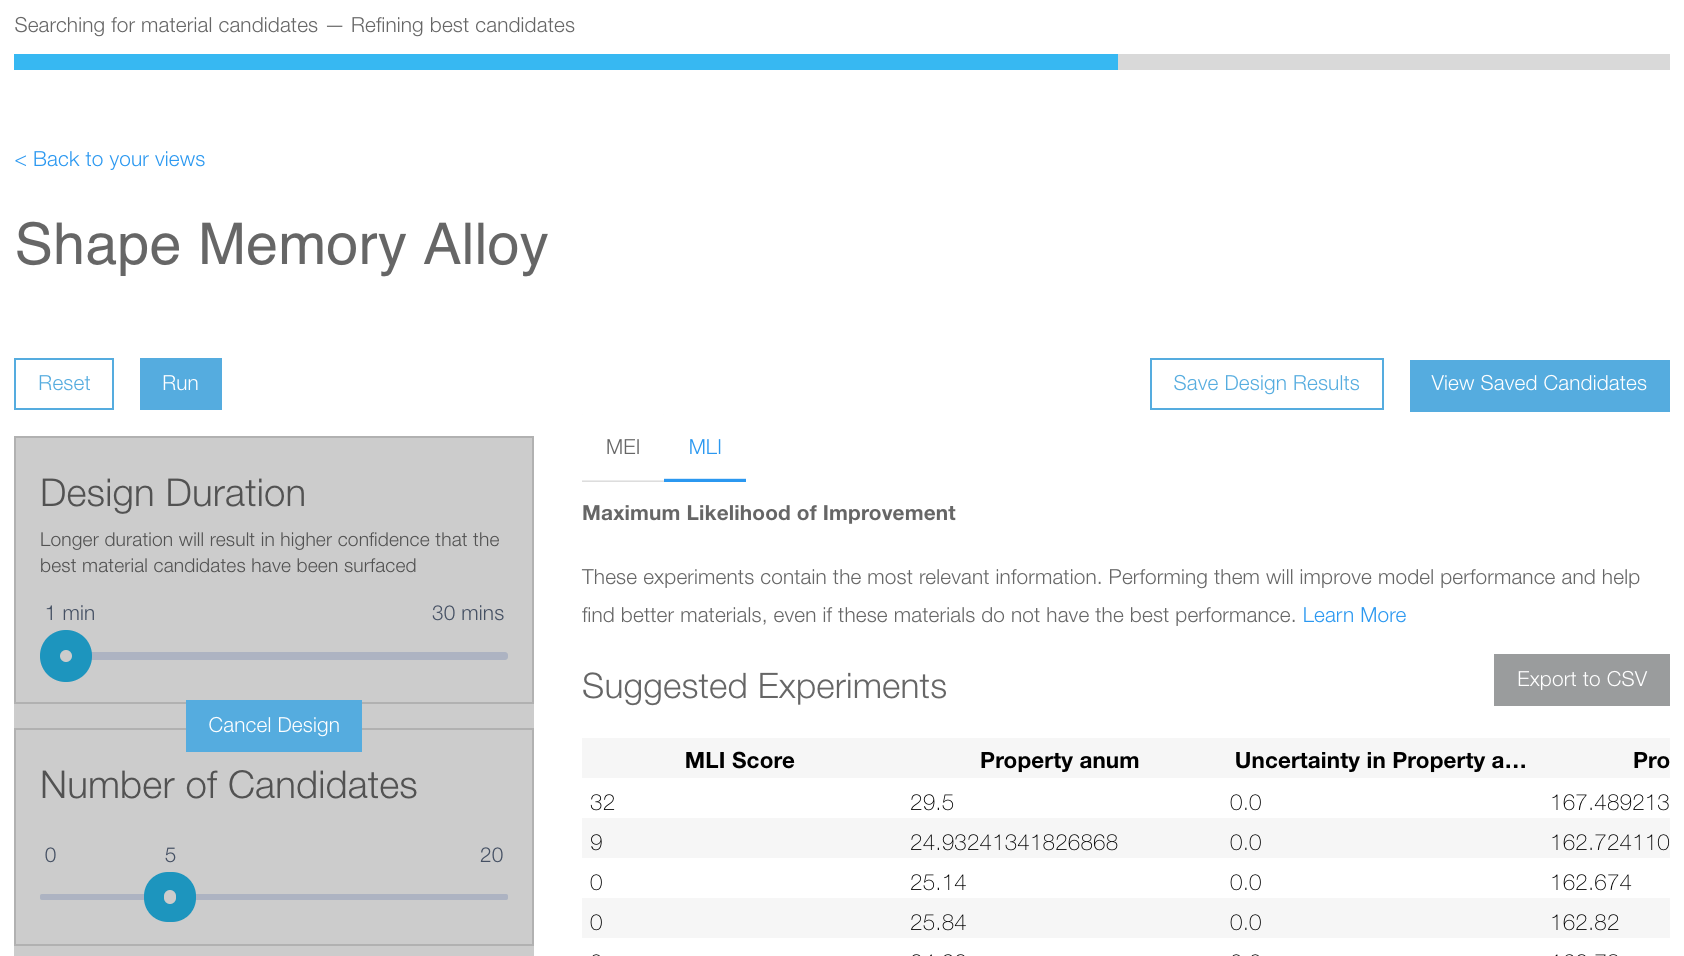 Searching for material candidates — Refining best candidates
< Back to your views
Shape Memory Alloy
Reset
Run
Save Design Results
View Saved Candidates
Design Duration
Longer duration will result in higher confidence that the
best material candidates have been surfaced
1 min
30 mins
Cancel Design
Number of Candidates
0
5
20
MEI
MLI
Maximum Likelihood of Improvement
These experiments contain the most relevant information. Performing them will improve model performance and help
find better materials, even if these materials do not have the best performance. Learn More
Suggested Experiments
Export to CSV
MLI Score Property anum Uncertainty in Property a... Pro
32 29.5 0.0 167.489213
9 24.93241341826868 0.0 162.724110
0 25.14 0.0 162.674
0 25.84 0.0 162.82